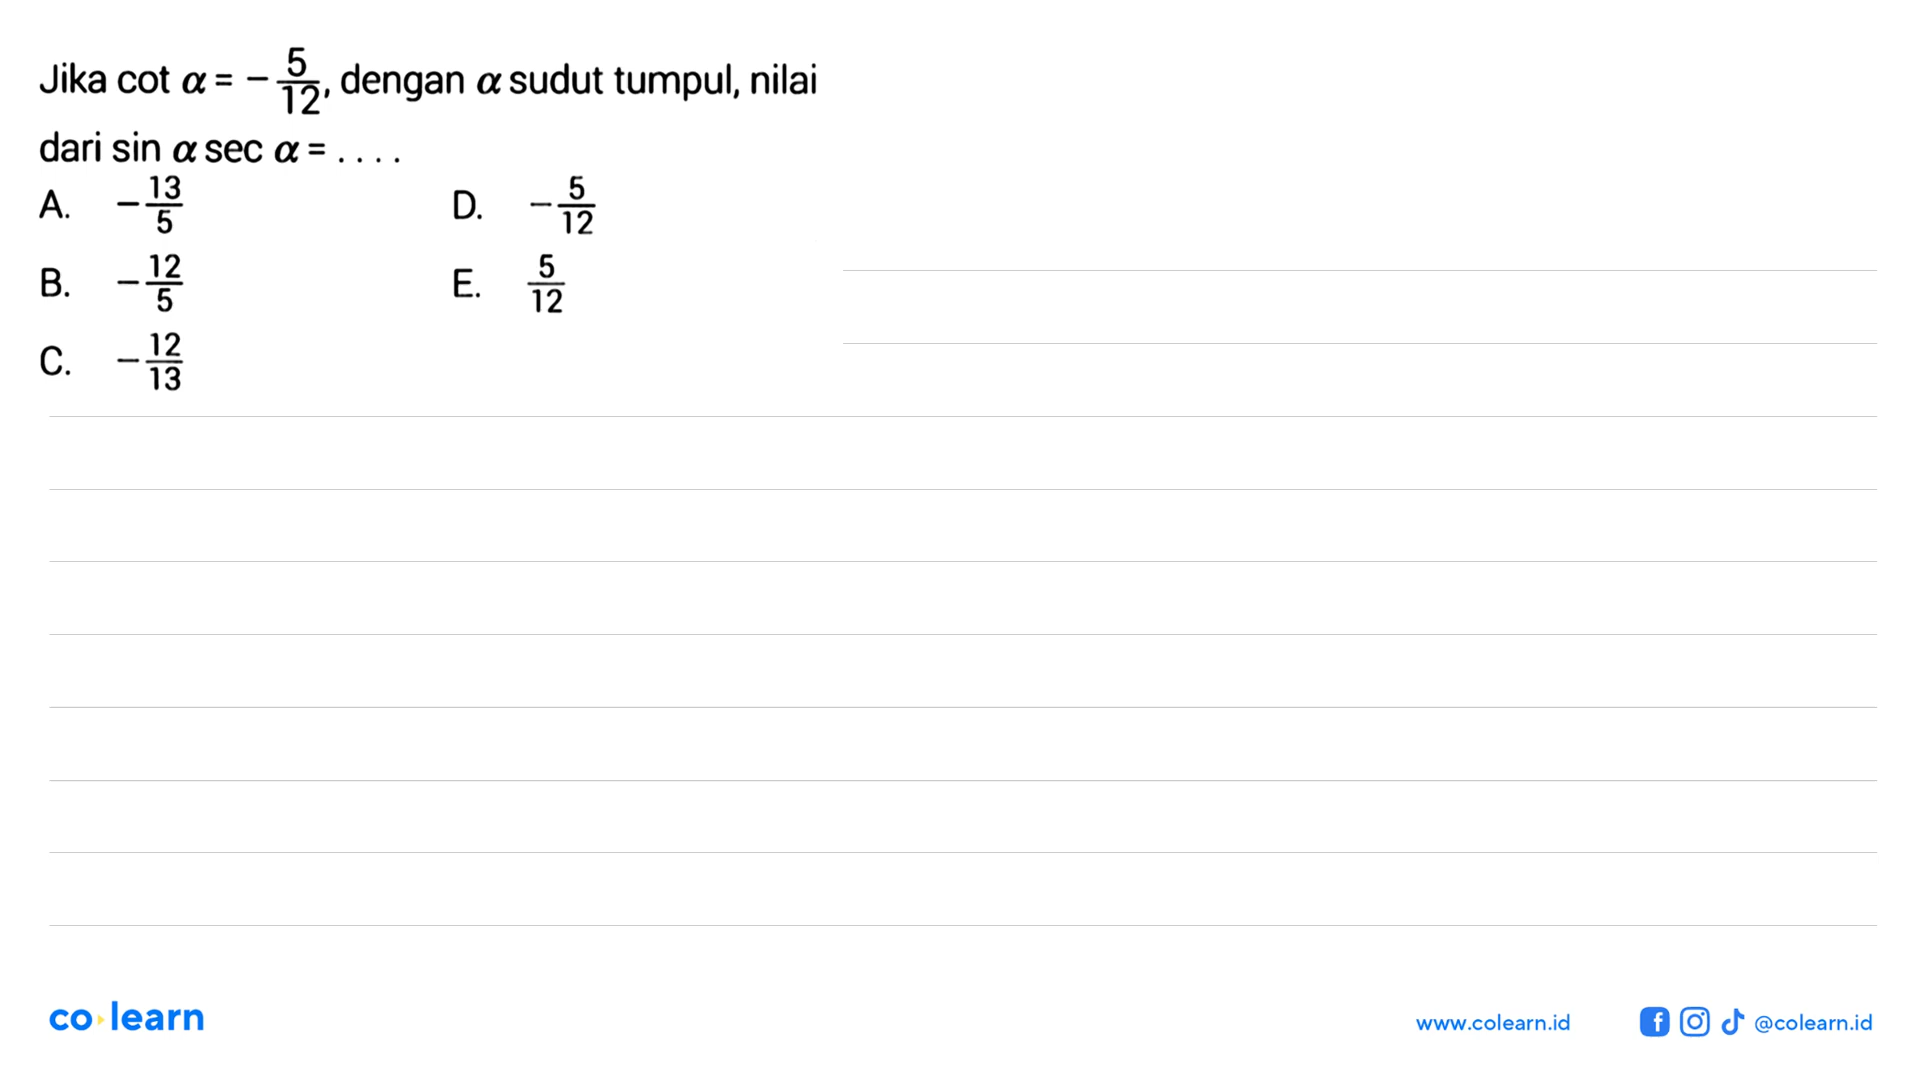 Jika cot α = -5/12, dengan α sudut tumpul, nilai
dari sin α sec α = . . . .
A. -13/5 D. -5/12
B. -12/5 E. 5/12
C. -12/13
co learn
www.colearn.id @colearn.id